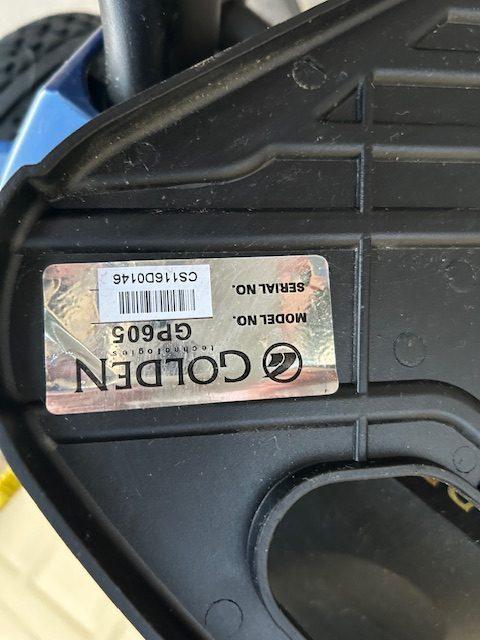 GOLDEN
technologies
MODEL NO. GP605
SERIAL NO. CS116D0146